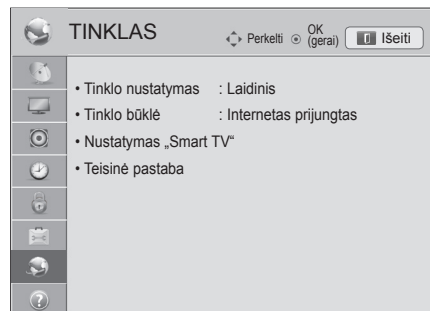 TINKLAS
Perkelti
OK
(gerai)
Išeiti
• Tinklo nustatymas : Laidinis
• Tinklo būklė : Internetas prijungtas
• Nustatymas „Smart TV“
• Teisinė pastaba
?